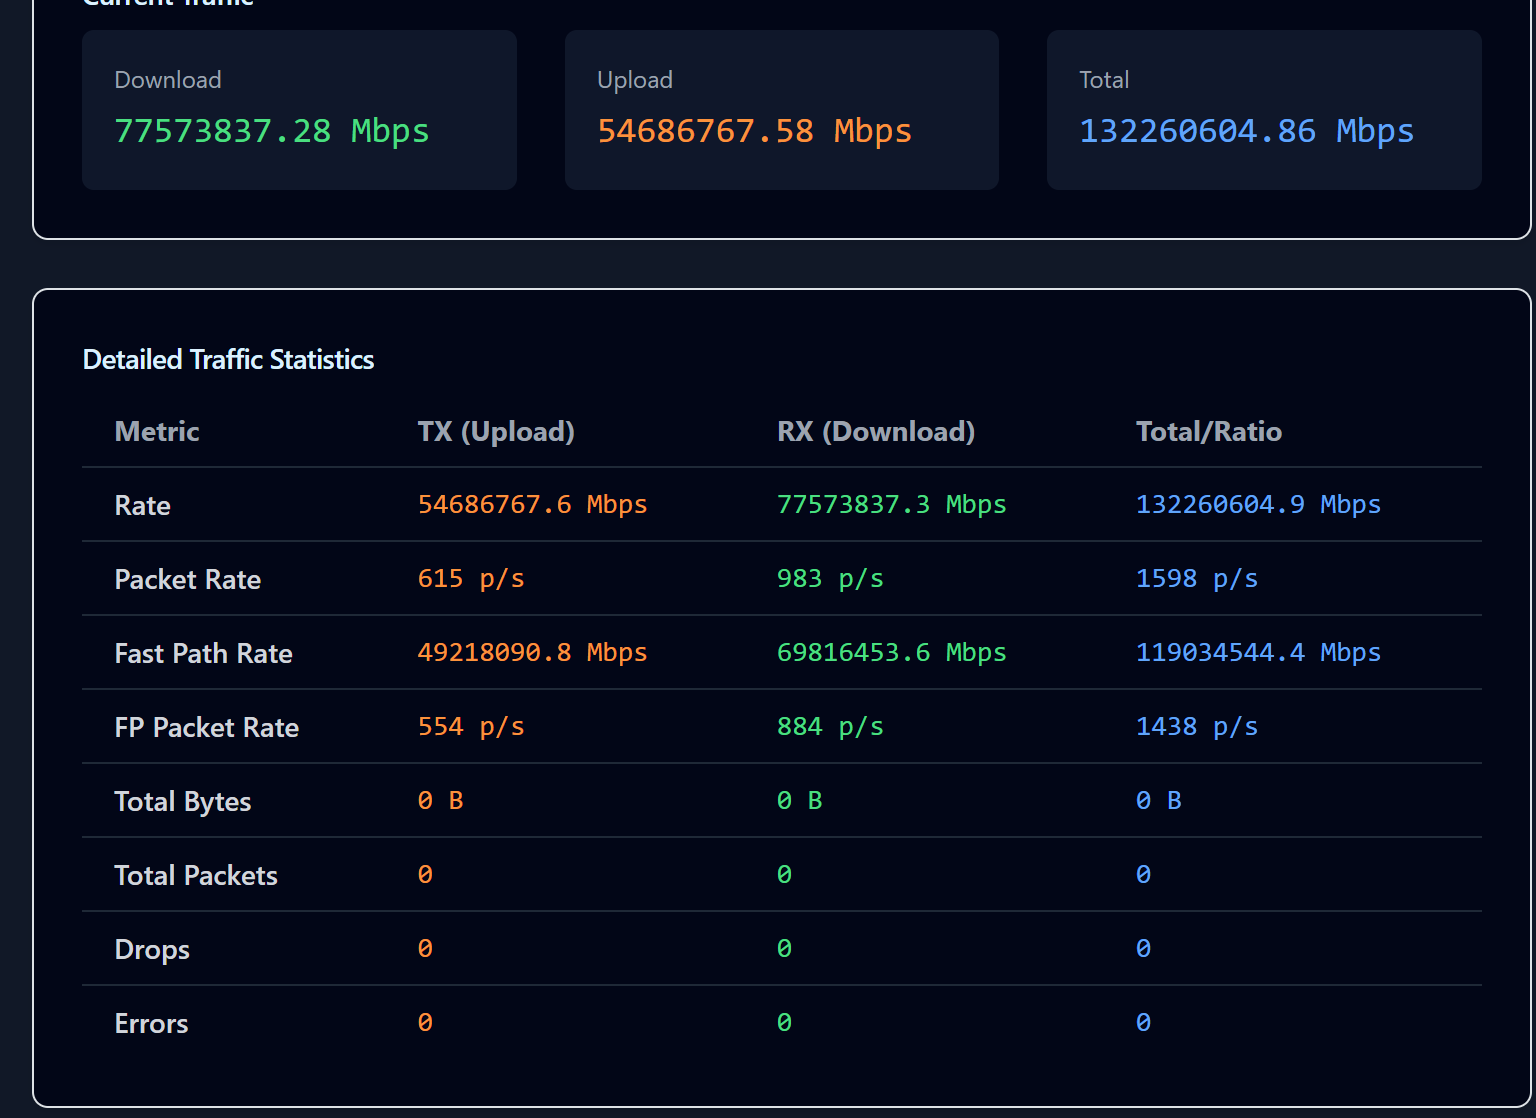 Current Traffic
Download
Upload
Total
77573837.28 Mbps
54686767.58 Mbps
132260604.86 Mbps
Detailed Traffic Statistics
Metric TX (Upload) RX (Download) Total/Ratio
Rate 54686767.6 Mbps 77573837.3 Mbps 132260604.9 Mbps
Packet Rate 615 p/s 983 p/s 1598 p/s
Fast Path Rate 49218090.8 Mbps 69816453.6 Mbps 119034544.4 Mbps
FP Packet Rate 554 p/s 884 p/s 1438 p/s
Total Bytes 0 B 0 B 0 B
Total Packets 0 0 0
Drops 0 0 0
Errors 0 0 0